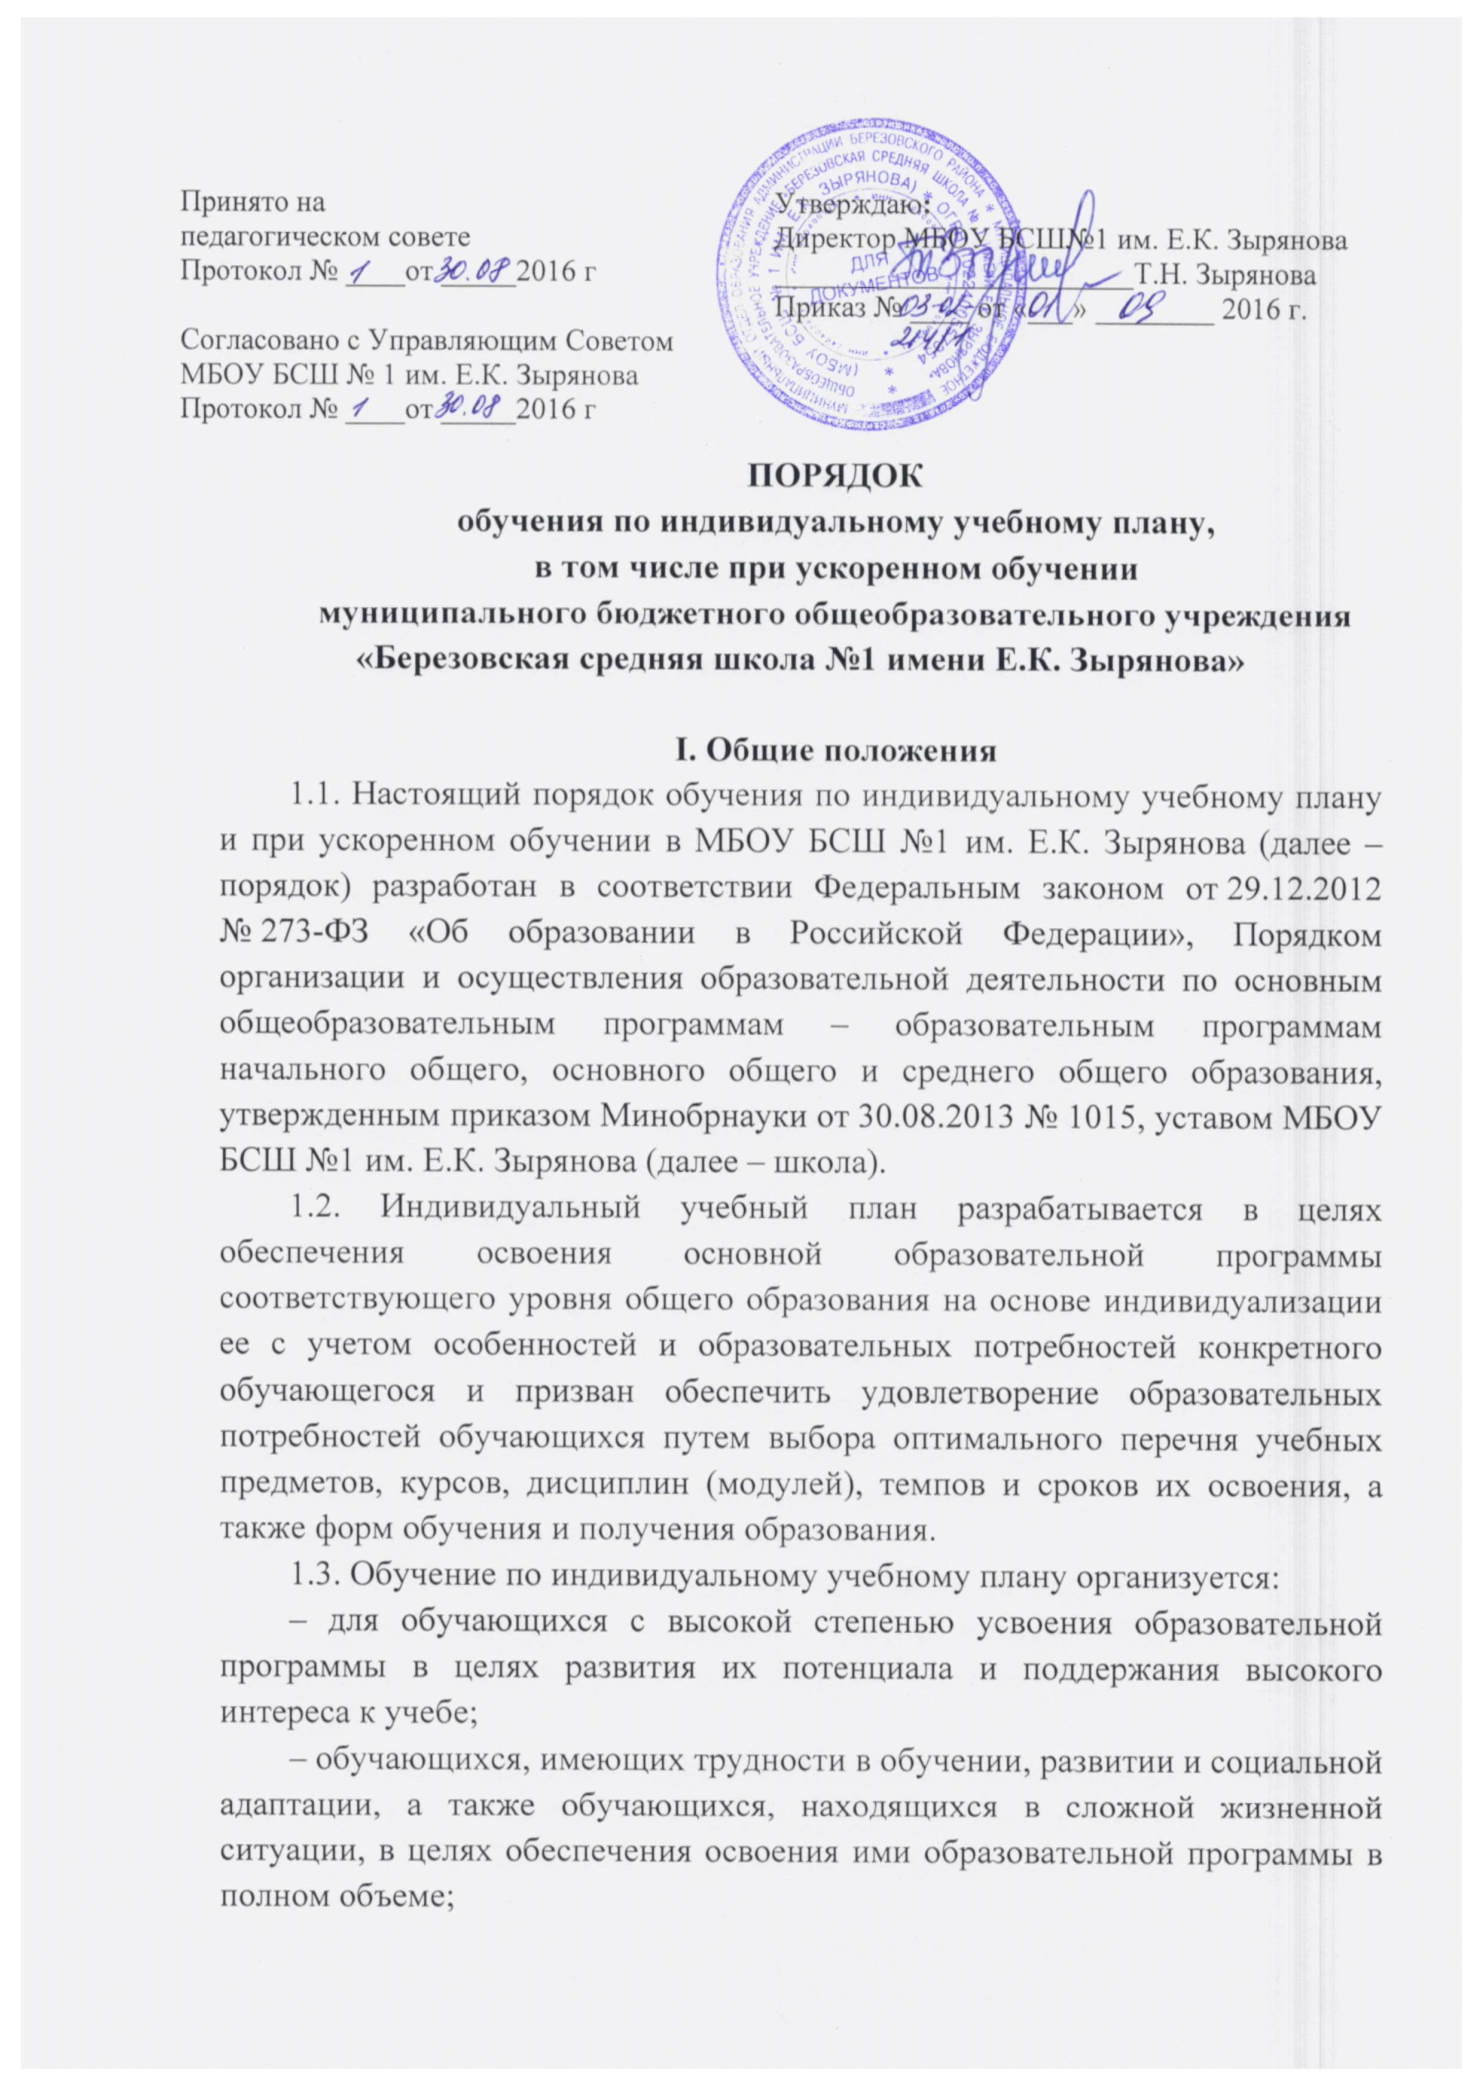 Принято на
педагогическом совете
Протокол № 1 от 30.08 2016 г
Согласовано с Управляющим Советом
МБОУ БСШ № 1 им. Е.К. Зырянова
Протокол № 1 от 30.08 2016 г
Утверждаю:
Директор МБОУ БСШ№1 им. Е.К. Зырянова
Т.Н. Зырянова
Приказ № 03-02- от «01» 09 2016 г.
214/1
ДЛЯ
ДОКУМЕНТОВ
ПОРЯДОК
обучения по индивидуальному учебному плану,
в том числе при ускоренном обучении
муниципального бюджетного общеобразовательного учреждения
«Березовская средняя школа №1 имени Е.К. Зырянова»
I. Общие положения
1.1. Настоящий порядок обучения по индивидуальному учебному плану
и при ускоренном обучении в МБОУ БСШ №1 им. Е.К. Зырянова (далее –
порядок) разработан в соответствии Федеральным законом от 29.12.2012
№ 273-ФЗ «Об образовании в Российской Федерации», Порядком
организации и осуществления образовательной деятельности по основным
общеобразовательным программам – образовательным программам
начального общего, основного общего и среднего общего образования,
утвержденным приказом Минобрнауки от 30.08.2013 № 1015, уставом МБОУ
БСШ №1 им. Е.К. Зырянова (далее – школа).
1.2. Индивидуальный учебный план разрабатывается в целях
обеспечения освоения основной образовательной программы
соответствующего уровня общего образования на основе индивидуализации
ее с учетом особенностей и образовательных потребностей конкретного
обучающегося и призван обеспечить удовлетворение образовательных
потребностей обучающихся путем выбора оптимального перечня учебных
предметов, курсов, дисциплин (модулей), темпов и сроков их освоения, а
также форм обучения и получения образования.
1.3. Обучение по индивидуальному учебному плану организуется:
– для обучающихся с высокой степенью усвоения образовательной
программы в целях развития их потенциала и поддержания высокого
интереса к учебе;
– обучающихся, имеющих трудности в обучении, развитии и социальной
адаптации, а также обучающихся, находящихся в сложной жизненной
ситуации, в целях обеспечения освоения ими образовательной программы в
полном объеме;